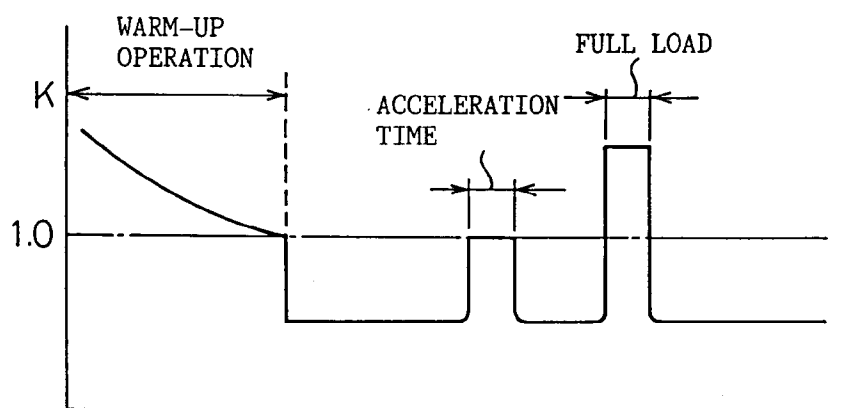 WARM-UP
OPERATION
FULL LOAD
K
ACCELERATION
TIME
1.0